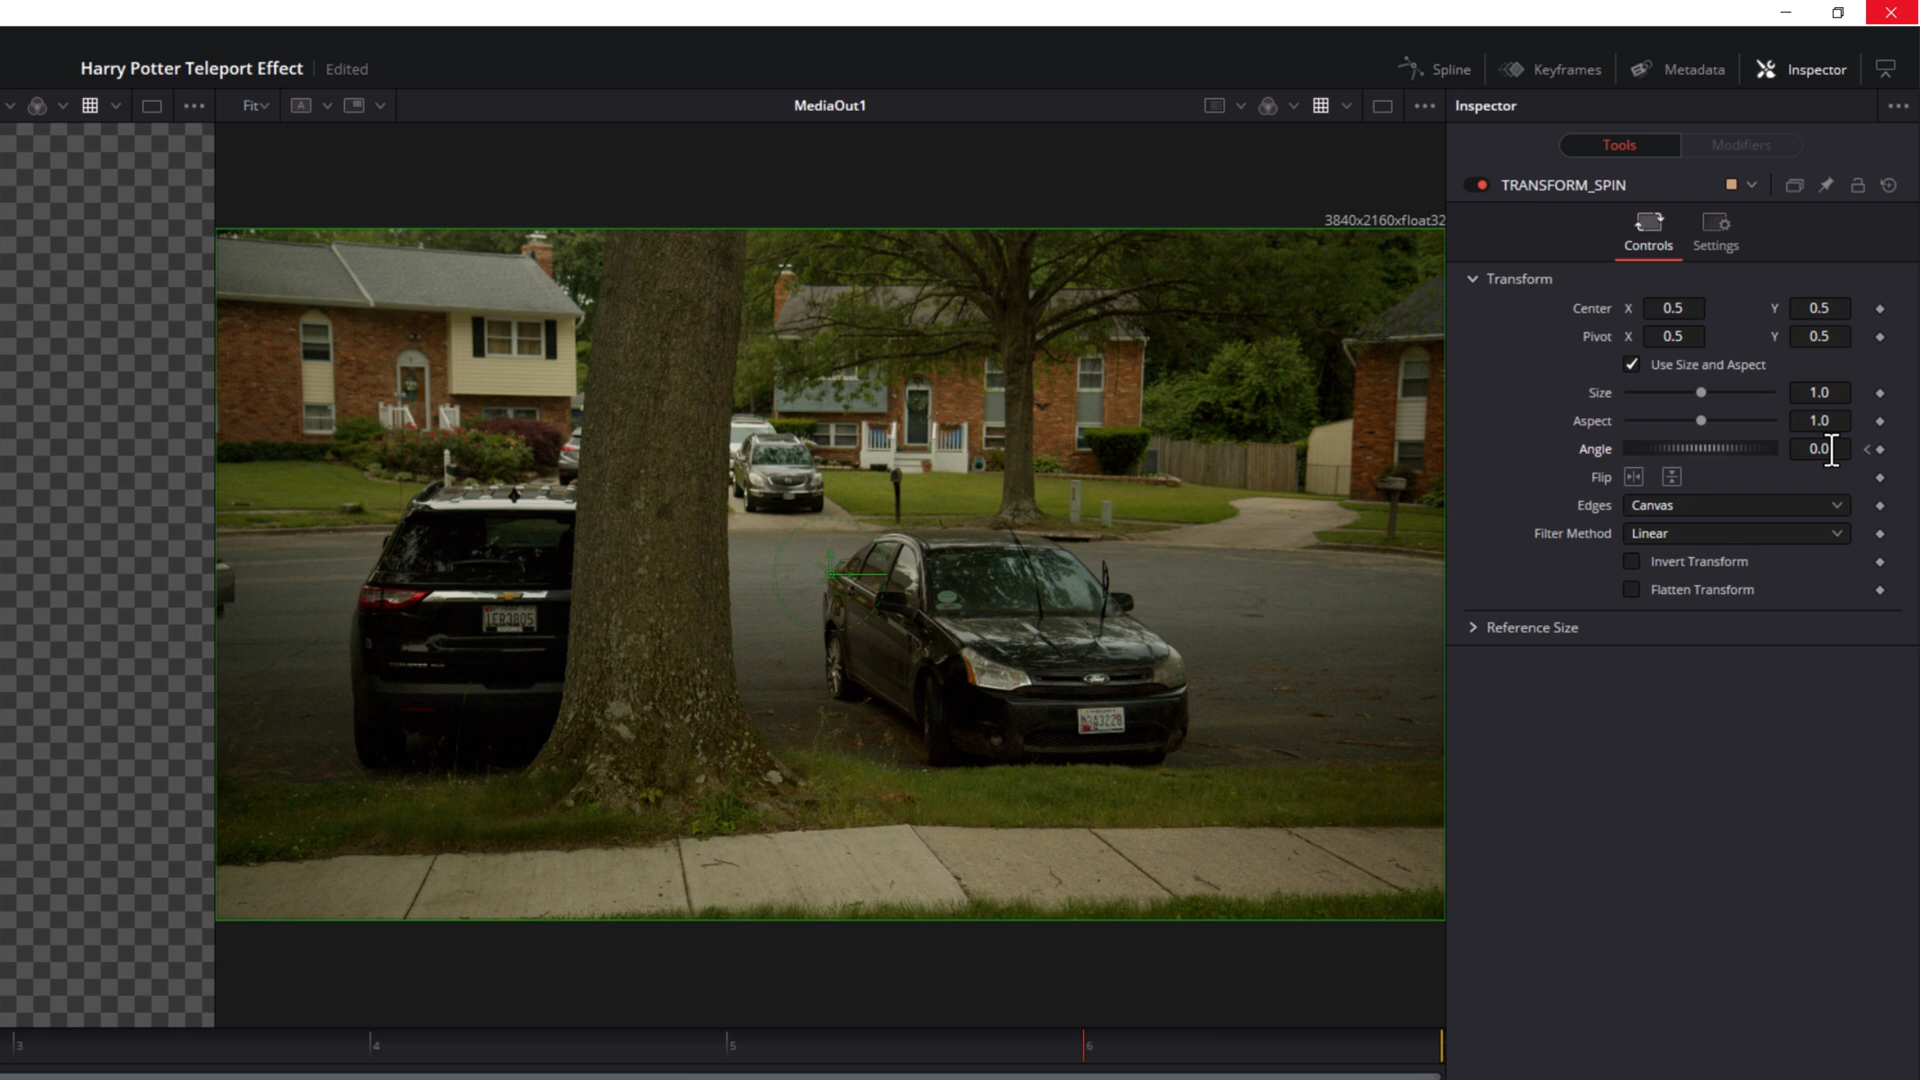 Harry Potter Teleport Effect Edited
Spline Keyframes Metadata Inspector
Fit A MediaOut1 Inspector
Tools Modifiers
TRANSFORM_SPIN
3840x2160xfloat32
Controls Settings
Transform
Center X 0.5 Y 0.5
Pivot X 0.5 Y 0.5
Use Size and Aspect
Size 1.0
Aspect 1.0
Angle 0.0
Flip
Edges Canvas
Filter Method Linear
Invert Transform
Flatten Transform
Reference Size
1ER3805
Ford
3 4 5 6